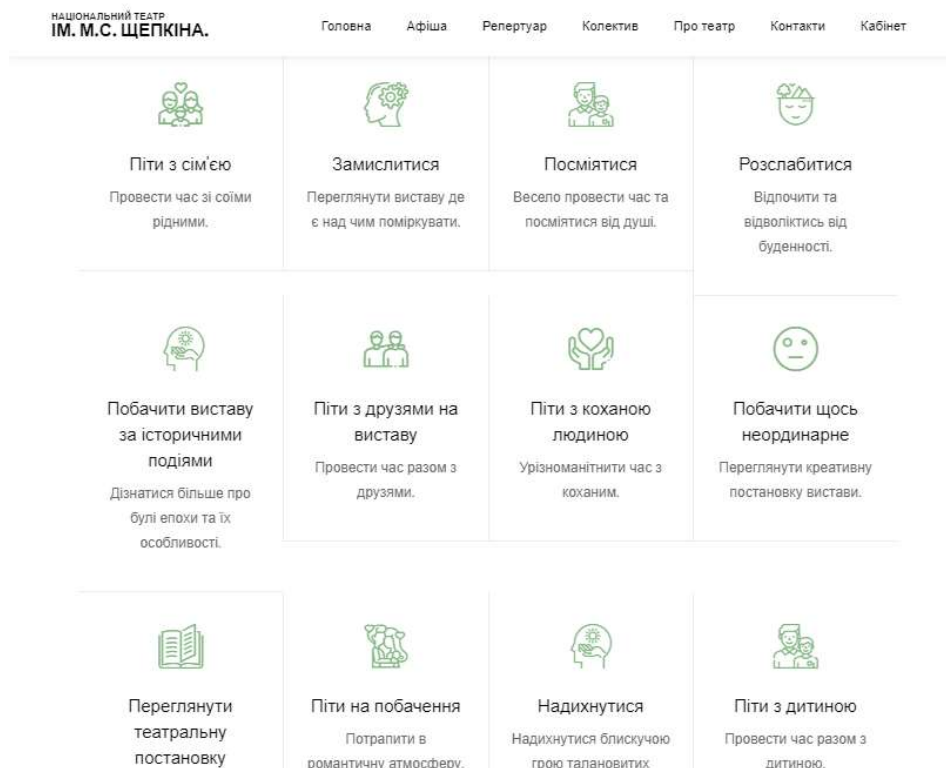 НАЦІОНАЛЬНИЙ ТЕАТР
ІМ. М.С. ЩЕПКІНА.
Головна Афіша Репертуар Колектив Про театр Контакти Кабінет
Піти з сім'єю
Провести час зі соїми
рідними.
Замислитися
Переглянути виставу де
є над чим поміркувати.
Посміятися
Весело провести час та
посміятися від душі.
Розслабитися
Відпочити та
відволіктись від
буденності.
Побачити виставу
за історичними
подіями
Дізнатися більше про
булі епохи та їх
особливості.
Піти з друзями на
виставу
Провести час разом з
друзями.
Піти з коханою
людиною
Урізноманітнити час з
коханим.
Побачити щось
неординарне
Переглянути креативну
постановку вистави.
Переглянути
театральну
постановку
Піти на побачення
Потрапити в
романтичну атмосферу.
Надихнутися
Надихнутися блискучою
грою талановитих
Піти з дитиною
Провести час разом з
дитиною.